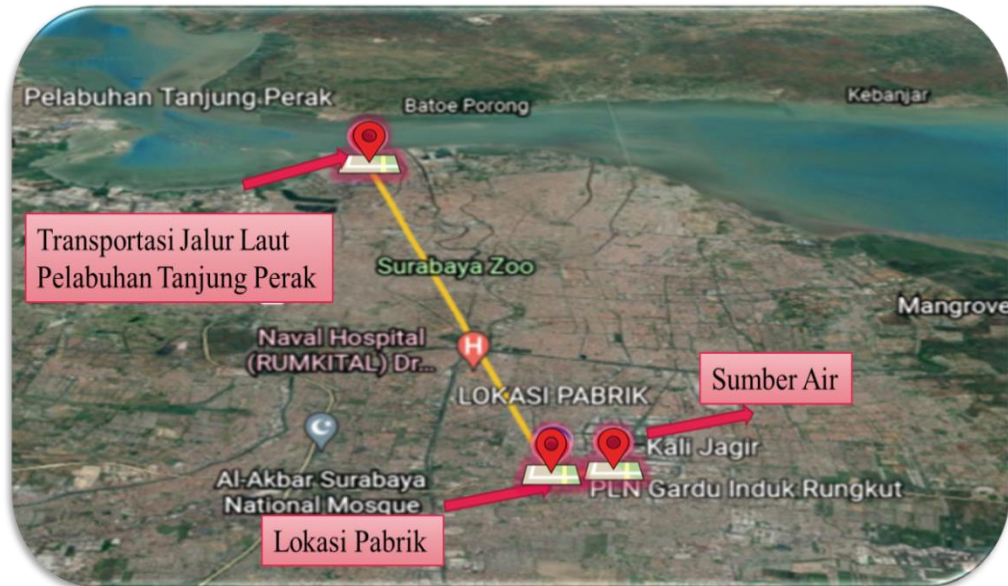 Pelabuhan Tanjung Perak
Batoe Porong
Kebanjar
Transportasi Jalur Laut
Pelabuhan Tanjung Perak
Surabaya Zoo
Mangrove
Naval Hospital
(RUMKITAL) Dr...
H
LOKASI PABRIK
Sumber Air
Kali Jagir
Al-Akbar Surabaya
National Mosque
PLN Gardu Induk Rungkut
Lokasi Pabrik